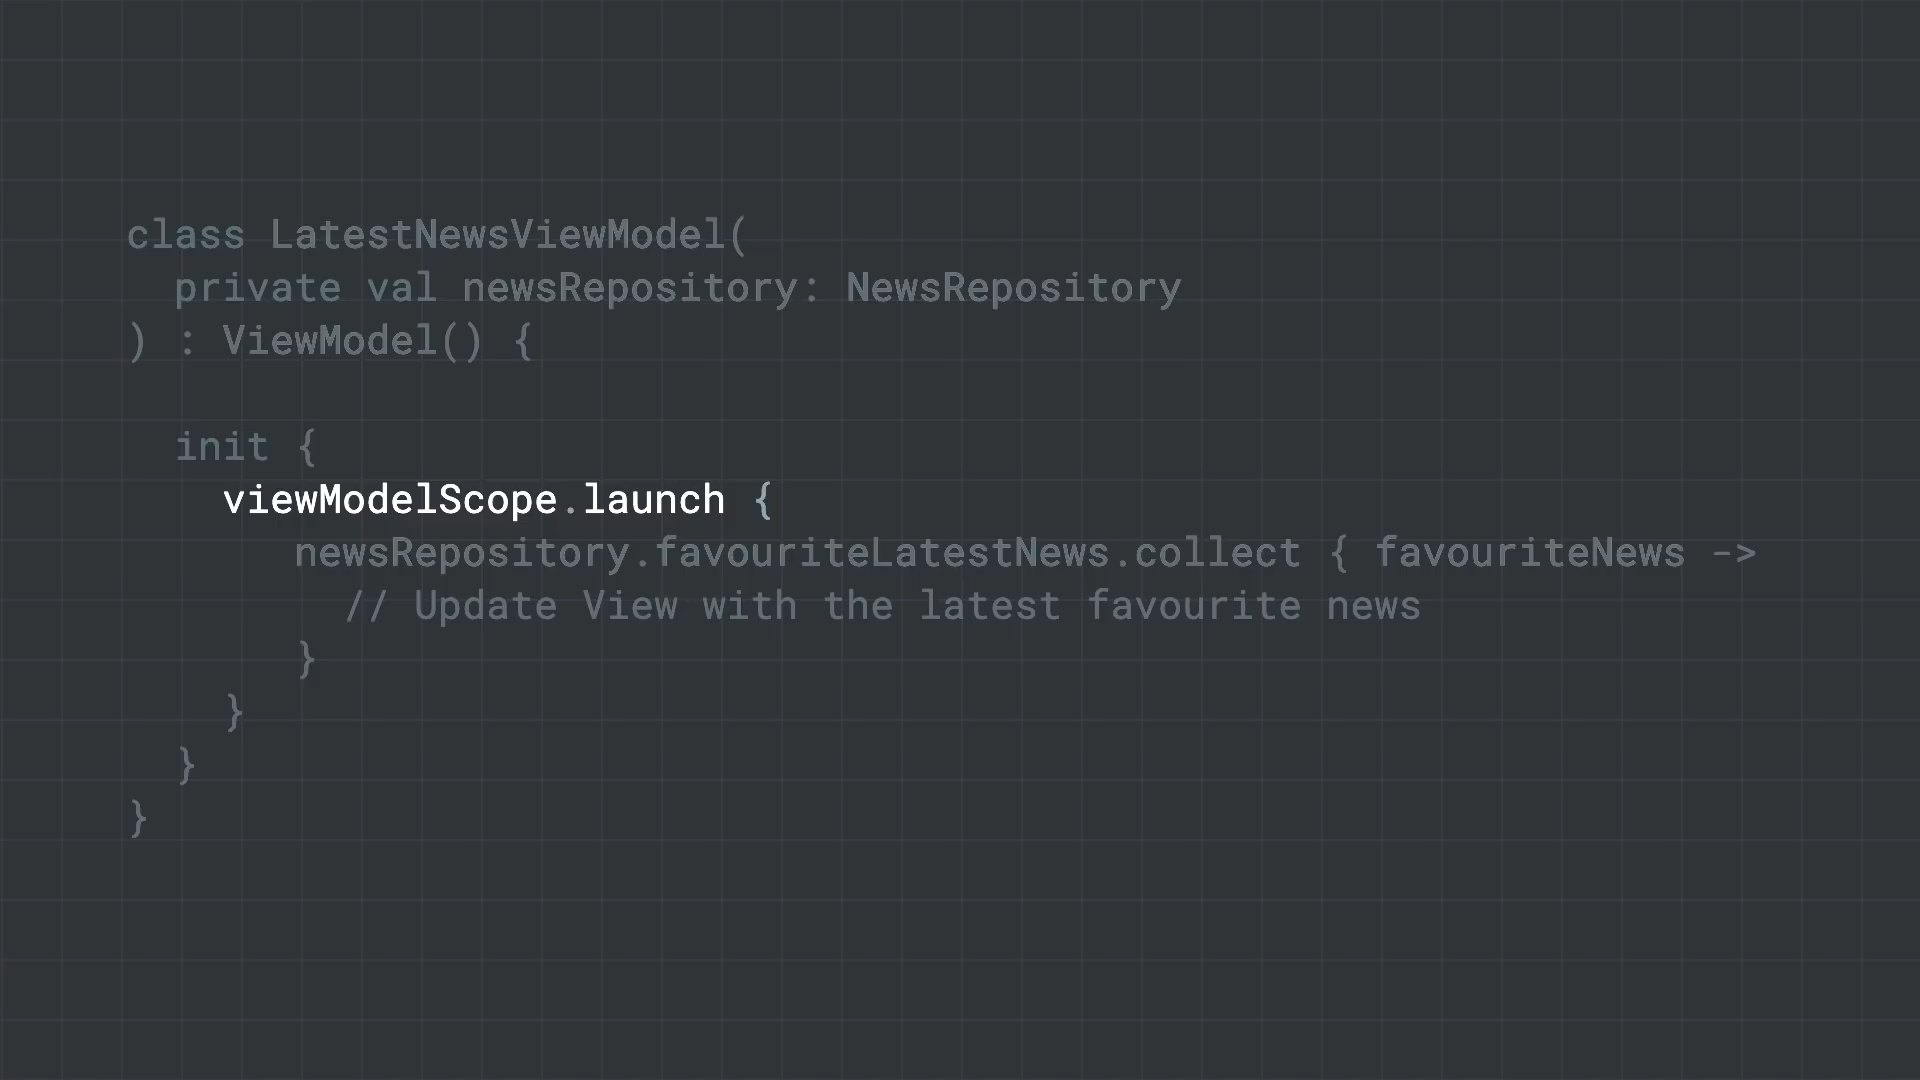 class LatestNewsViewModel(
  private val newsRepository: NewsRepository
) : ViewModel() {
  init {
    viewModelScope.launch {
       newsRepository.favouriteLatestNews.collect { favouriteNews ->
         // Update View with the latest favourite news
       }
    }
  }
}